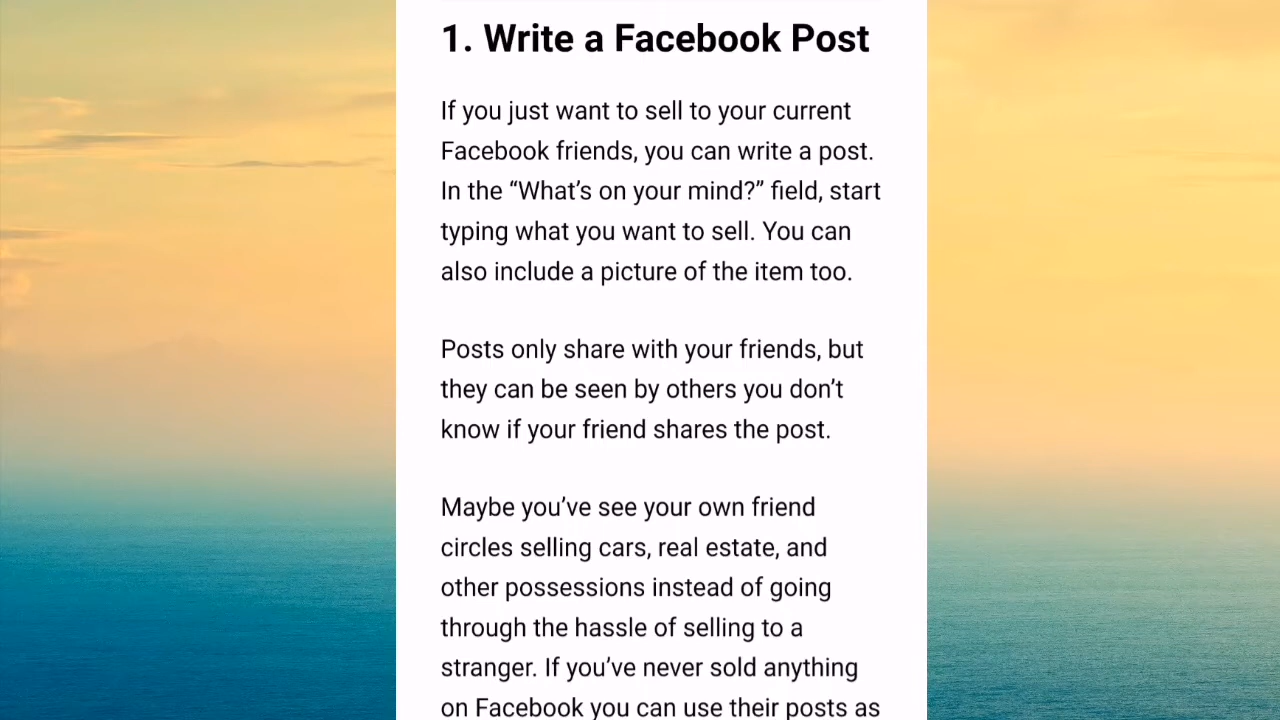 1. Write a Facebook Post
If you just want to sell to your current
Facebook friends, you can write a post.
In the “What’s on your mind?” field, start
typing what you want to sell. You can
also include a picture of the item too.
Posts only share with your friends, but
they can be seen by others you don’t
know if your friend shares the post.
Maybe you’ve see your own friend
circles selling cars, real estate, and
other possessions instead of going
through the hassle of selling to a
stranger. If you’ve never sold anything
on Facebook you can use their posts as